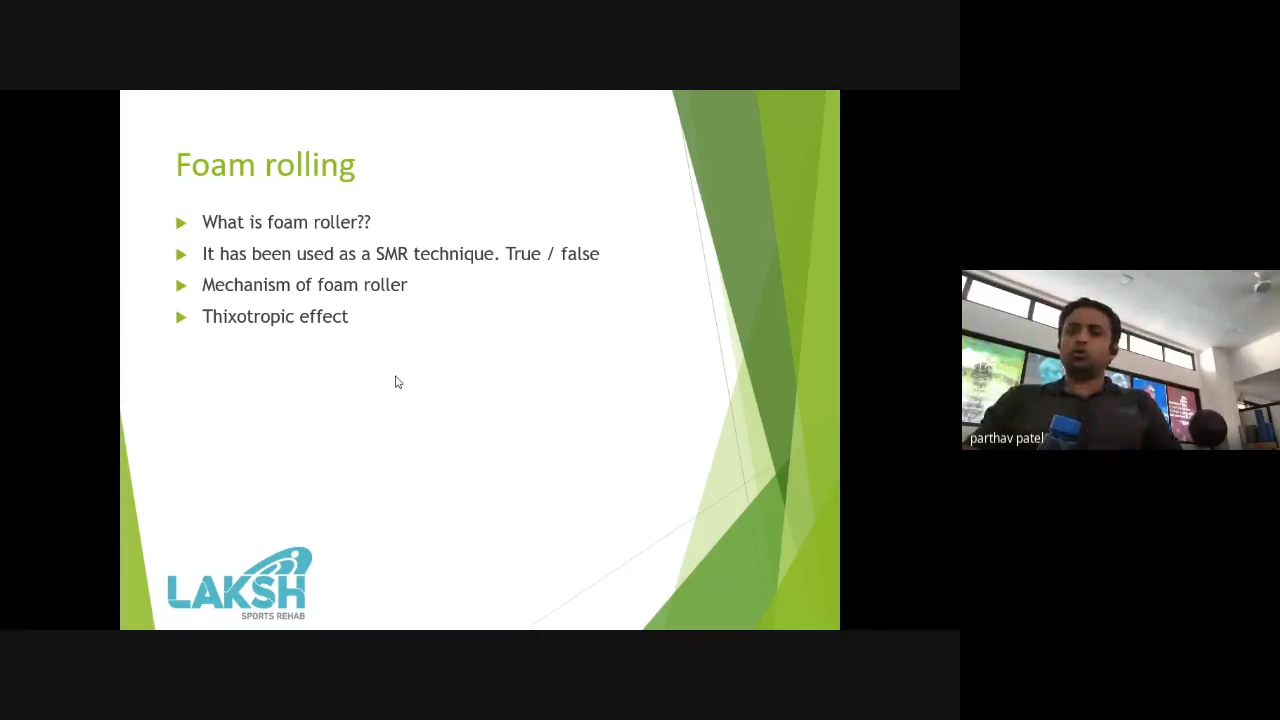 Foam rolling
What is foam roller??
It has been used as a SMR technique. True / false
Mechanism of foam roller
Thixotropic effect
LAKSH
SPORTS REHAB
parthav patel